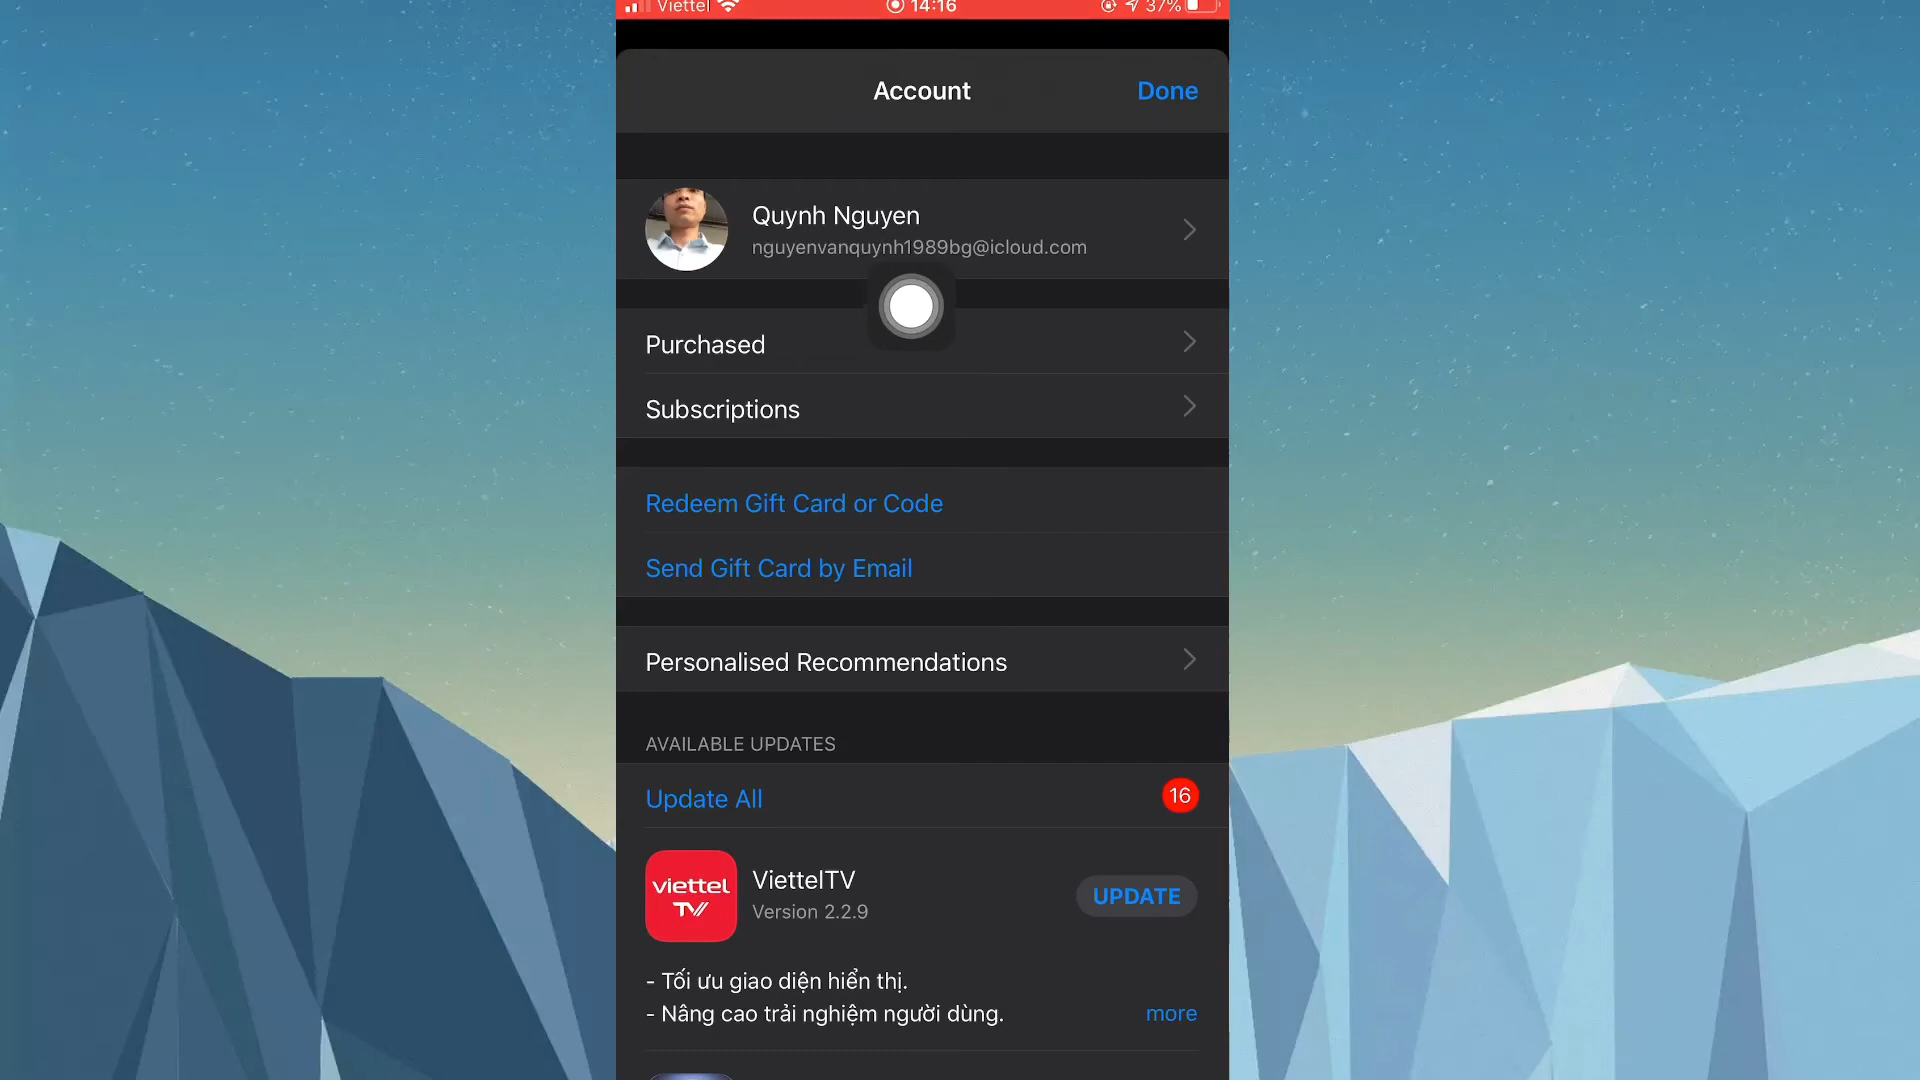 Viettel 14:16 37%
Account
Done
Quynh Nguyen
nguyenvanquynh1989bg@icloud.com
Purchased
Subscriptions
Redeem Gift Card or Code
Send Gift Card by Email
Personalised Recommendations
AVAILABLE UPDATES
Update All
16
viettel
TV
ViettelTV
Version 2.2.9
UPDATE
- Tối ưu giao diện hiển thị.
- Nâng cao trải nghiệm người dùng.
more